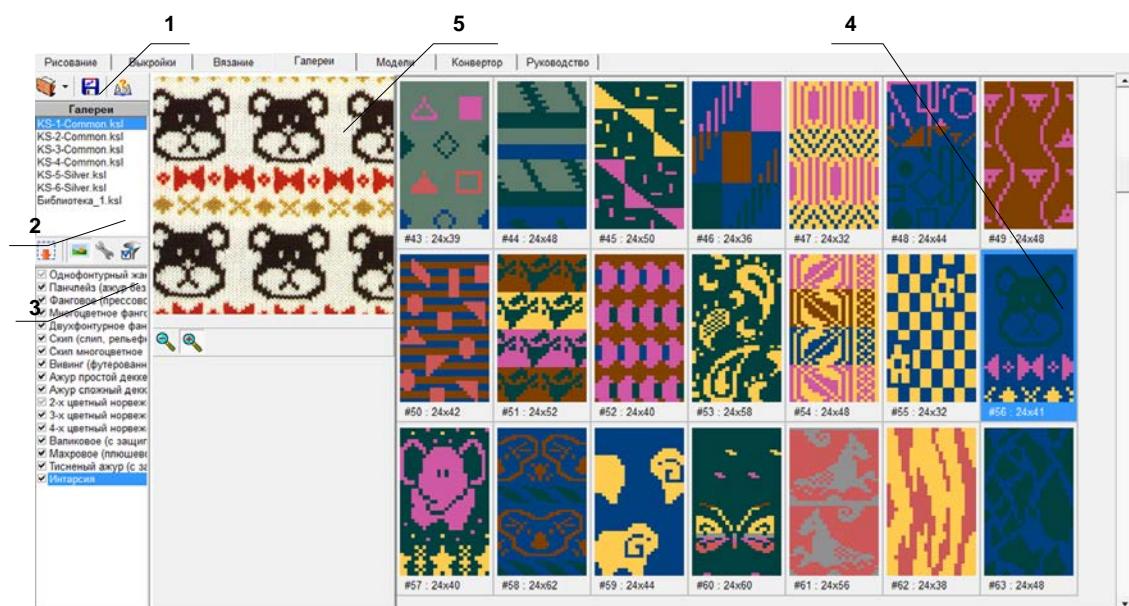 1
5
4
Рисование
Выкройки
Вязание
Галереи
Модели
Конвертор
Руководство
Галереи
KS-1-Common.ksl
KS-2-Common.ksl
KS-3-Common.ksl
KS-4-Common.ksl
KS-5-Silver.ksl
KS-6-Silver.ksl
Библиотека_1.ksl
2
3
Однофонтурный жак
Панчлейз (ажур без
Фанговое (прессово
Многоцветное фанго
Двухфонтурное фан
Скип (слип, рельефн
Скип многоцветное
Вивинг (футерованн
Ажур простой декке
Ажур сложный декк
2-х цветный норвеж
3-х цветный норвеж
4-х цветный норвеж
Валиковое (с защип
Махровое (плюшево
Тисненый ажур (с за
Интарсия
#43 : 24x39
#44 : 24x48
#45 : 24x50
#46 : 24x36
#47 : 24x32
#48 : 24x44
#49 : 24x48
#50 : 24x42
#51 : 24x52
#52 : 24x40
#53 : 24x58
#54 : 24x48
#55 : 24x32
#56 : 24x41
#57 : 24x40
#58 : 24x62
#59 : 24x44
#60 : 24x60
#61 : 24x56
#62 : 24x38
#63 : 24x48